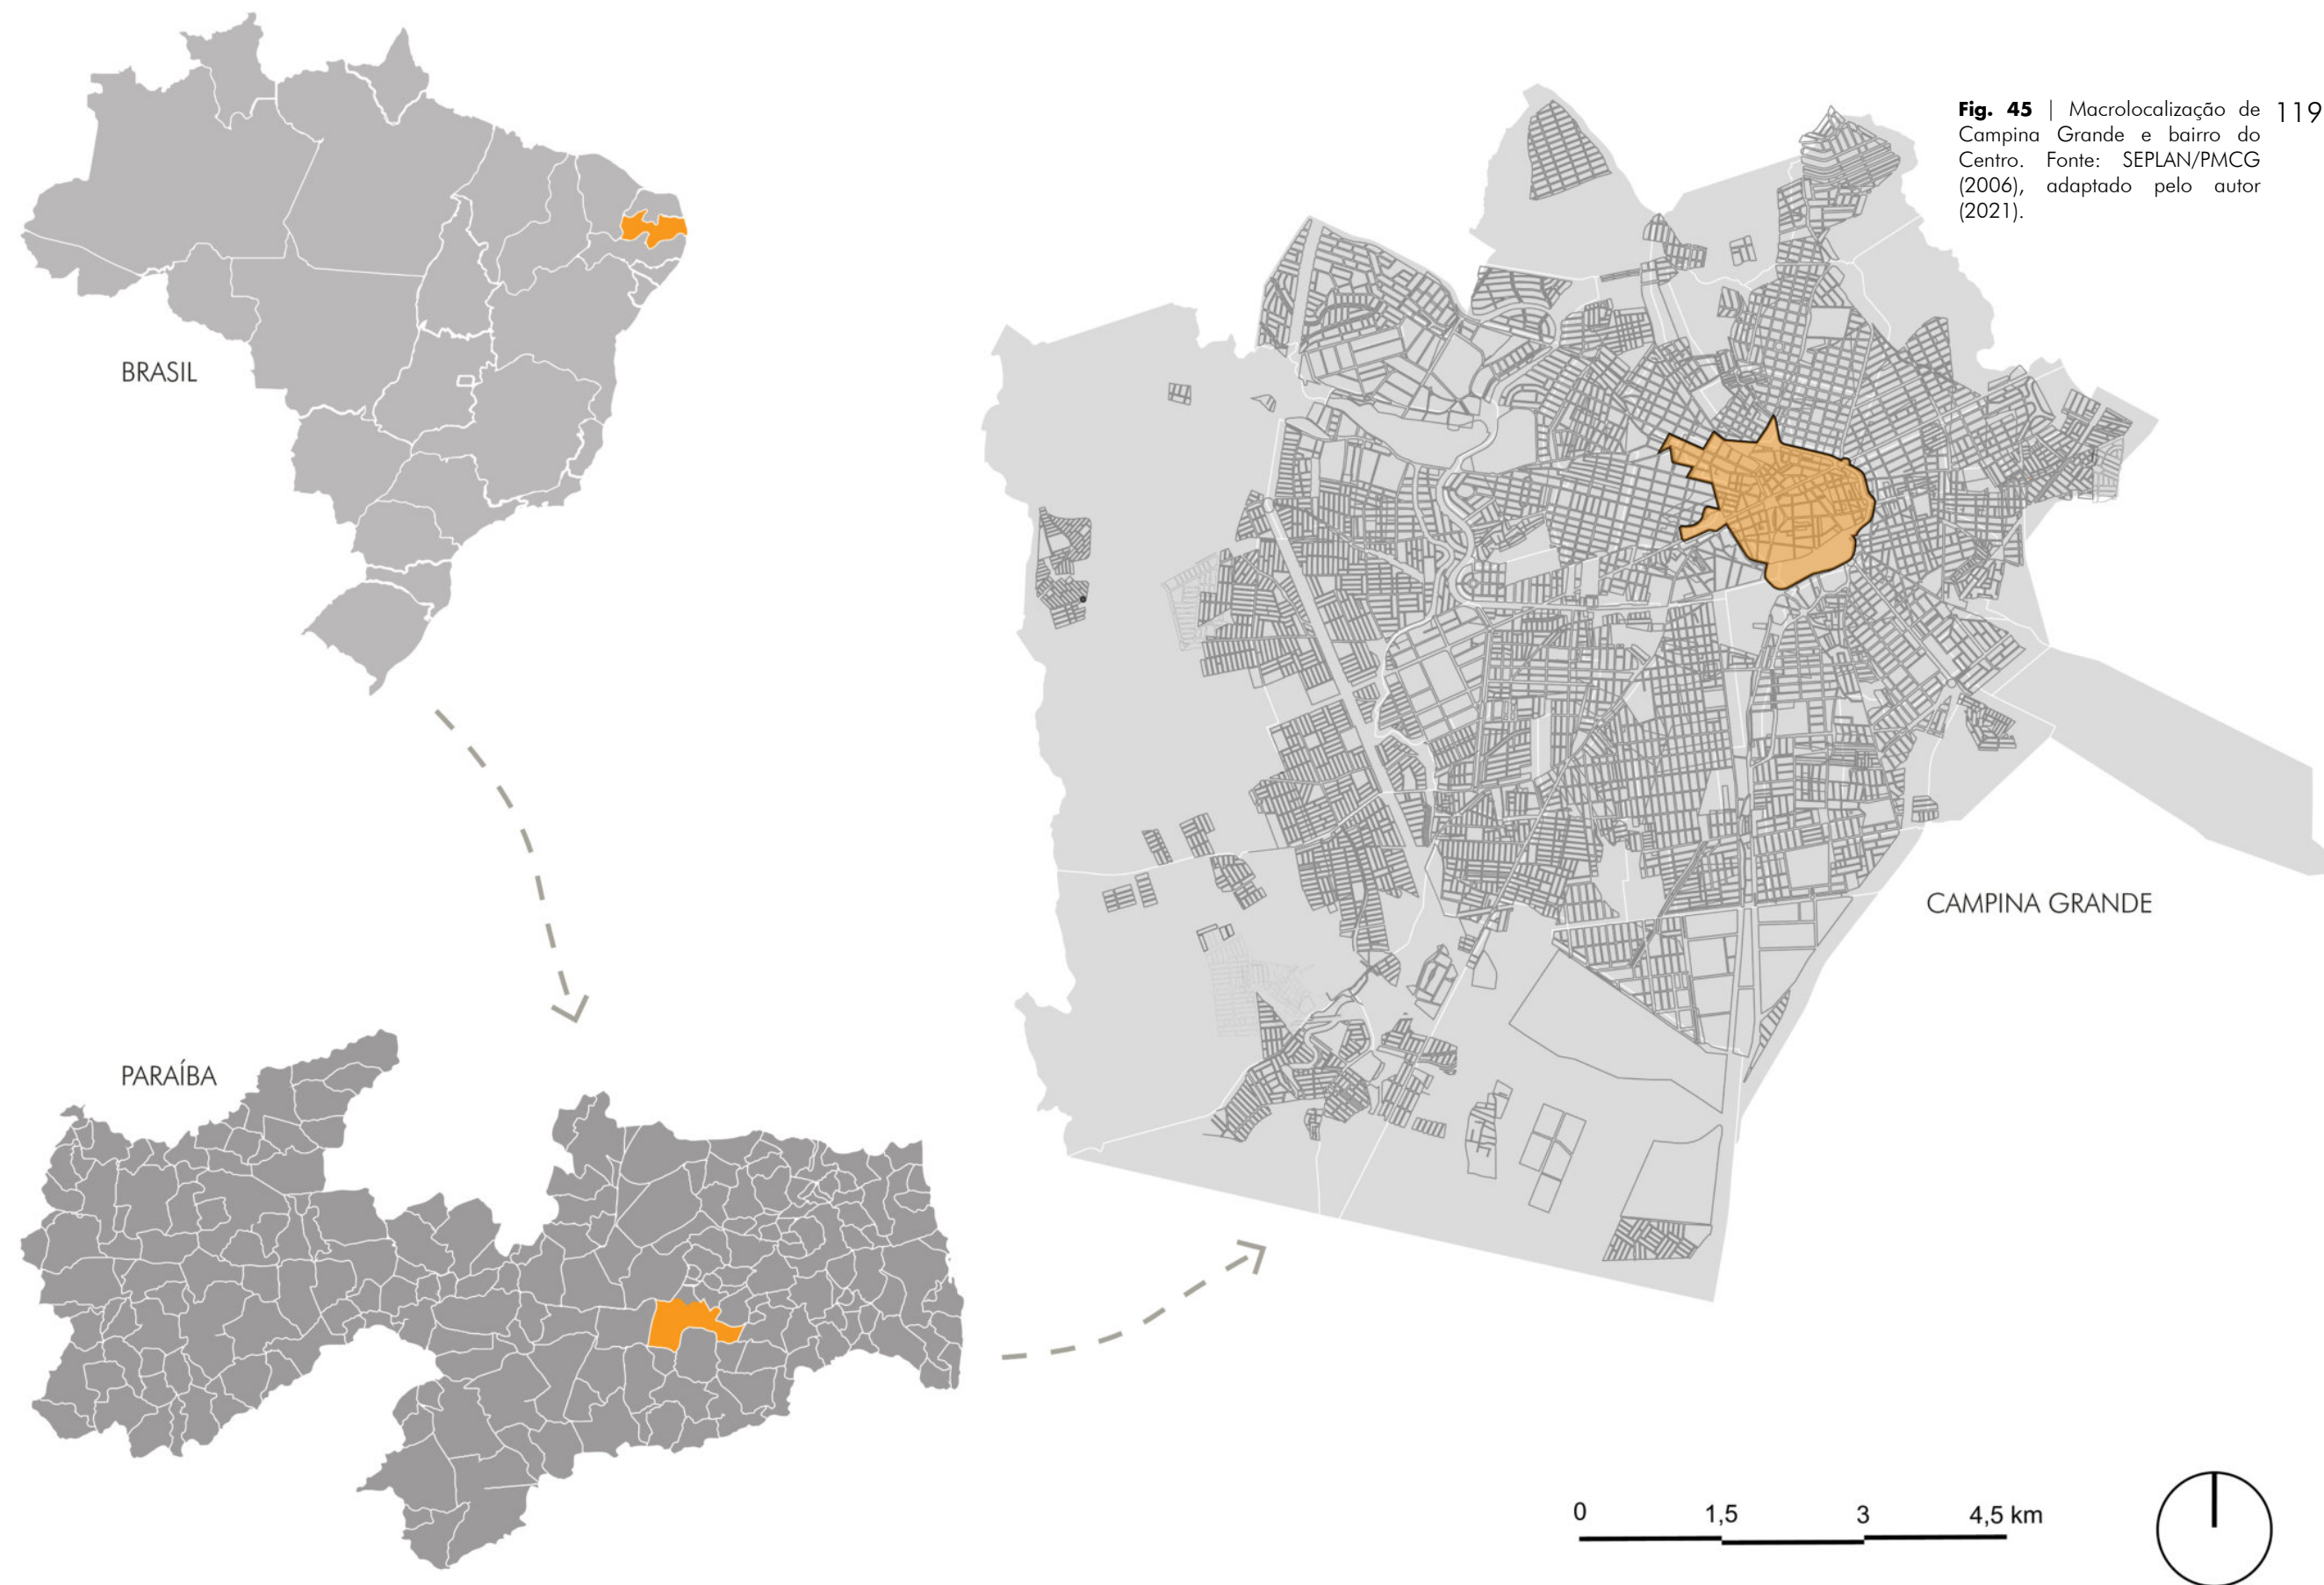 Fig. 45 | Macrolocalização de
Campina Grande e bairro do
Centro. Fonte: SEPLAN/PMCG
(2006), adaptado pelo autor
(2021).
119
BRASIL
CAMPINA GRANDE
PARAÍBA
0 1,5 3 4,5 km